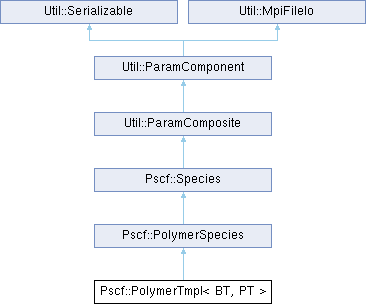 Util::Serializable Util::MpiFileIo
Util::ParamComponent
Util::ParamComposite
Pscf::Species
Pscf::PolymerSpecies
Pscf::PolymerTmpl< BT, PT >